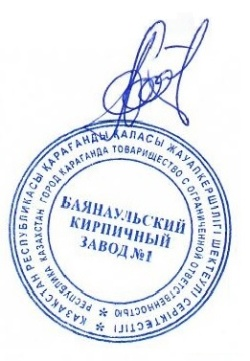 ҚАЗАҚСТАН РЕСПУБЛИКАСЫ ҚАРАҒАНДЫ ҚАЛАСЫ ЖАУАПКЕРШІЛІГІ ШЕКТЕУЛІ СЕРІКТЕСТІГІ
РЕСПУБЛИКА КАЗАХСТАН ГОРОД КАРАГАНДА ТОВАРИЩЕСТВО С ОГРАНИЧЕННОЙ ОТВЕТСТВЕННОСТЬЮ
БАЯНАУЛЬСКИЙ
КИРПИЧНЫЙ
ЗАВОД №1